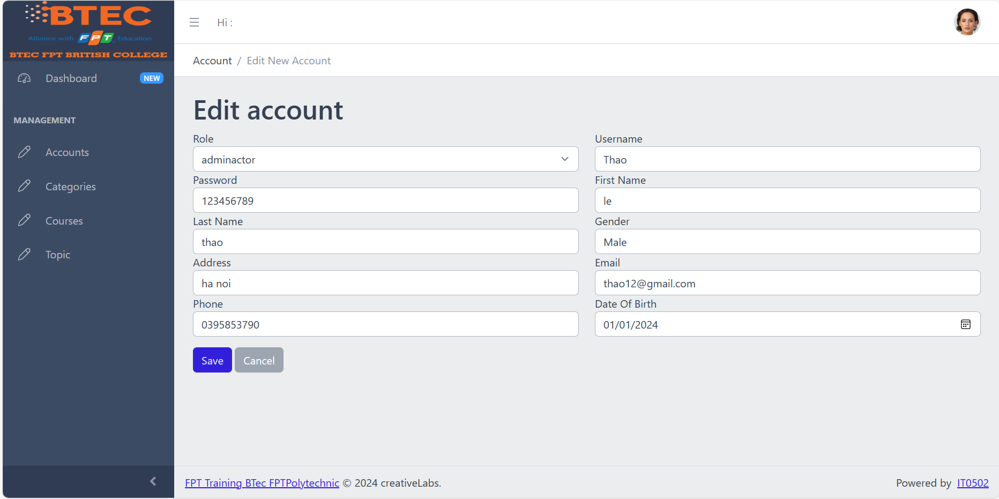 BTEC
Alliance with FPT Education
BTEC FPT BRITISH COLLEGE
Dashboard NEW
MANAGEMENT
Accounts
Categories
Courses
Topic
Hi :
Account / Edit New Account
Edit account
Role
adminactor
Username
Thao
Password
123456789
First Name
le
Last Name
thao
Gender
Male
Address
ha noi
Email
thao12@gmail.com
Phone
0395853790
Date Of Birth
01/01/2024
Save Cancel
FPT Training BTec FPTPolytechnic © 2024 creativeLabs.
Powered by IT0502